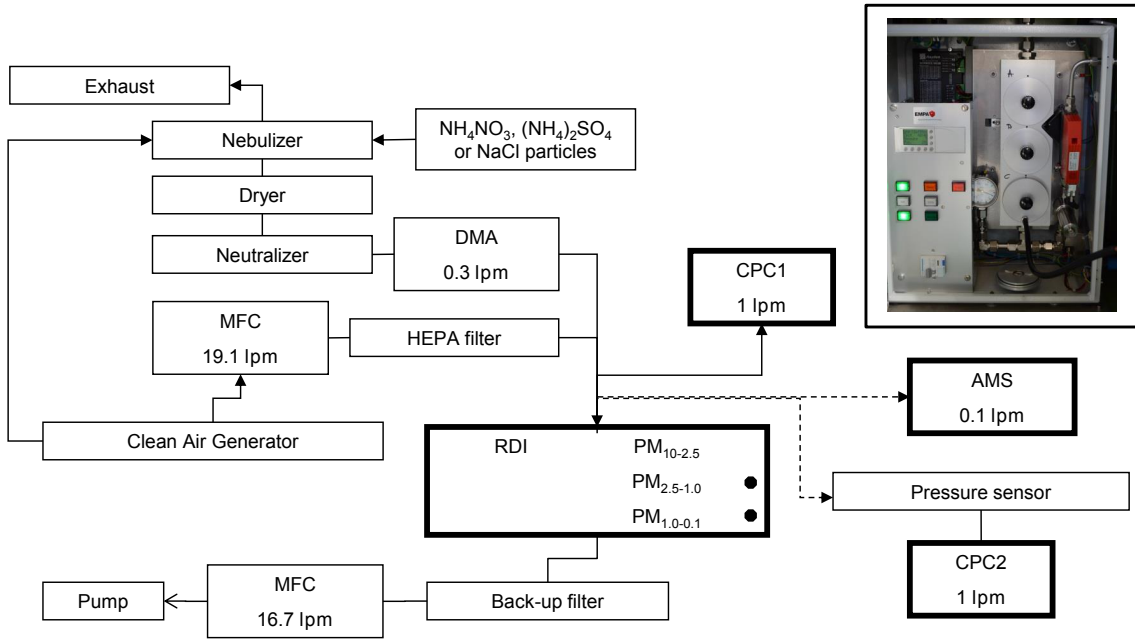 Exhaust
Nebulizer
NH₄NO₃, (NH₄)₂SO₄
or NaCl particles
Dryer
Neutralizer
DMA
0.3 lpm
CPC1
1 lpm
MFC
19.1 lpm
HEPA filter
AMS
0.1 lpm
Clean Air Generator
RDI
PM₁₀₋₂.₅
PM₂.₅₋₁.₀
PM₁.₀₋₀.₁
Pressure sensor
CPC2
1 lpm
Pump
MFC
16.7 lpm
Back-up filter
EMPA
A
B
C